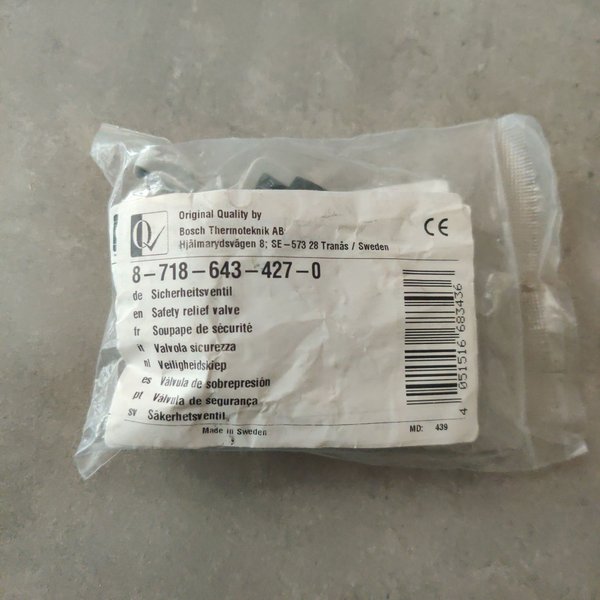 Q
Original Quality by
Bosch Thermoteknik AB
Hjälmarydsvägen 8; SE-573 28 Tranås / Sweden
CE
8-718-643-427-0
de Sicherheitsventil
en Safety relief valve
fr Soupape de sécurité
it Valvola sicurezza
nl Veiligheidsklep
es Válvula de sobrepresión
pt Válvula de segurança
sv Säkerhetsventil
Made in Sweden
MD: 439
4 051516 683436